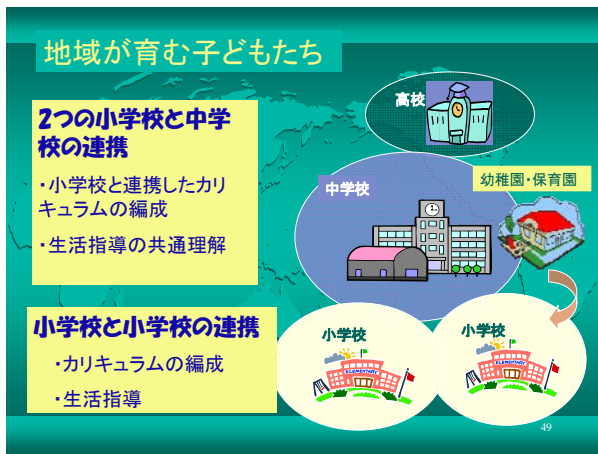 地域が育む子どもたち
2つの小学校と中学
校の連携
・小学校と連携したカリ
キュラムの編成
・生活指導の共通理解
小学校と小学校の連携
・カリキュラムの編成
・生活指導
高校
中学校
幼稚園・保育園
小学校
ELEMENTARY
小学校
ELEMENTARY
49